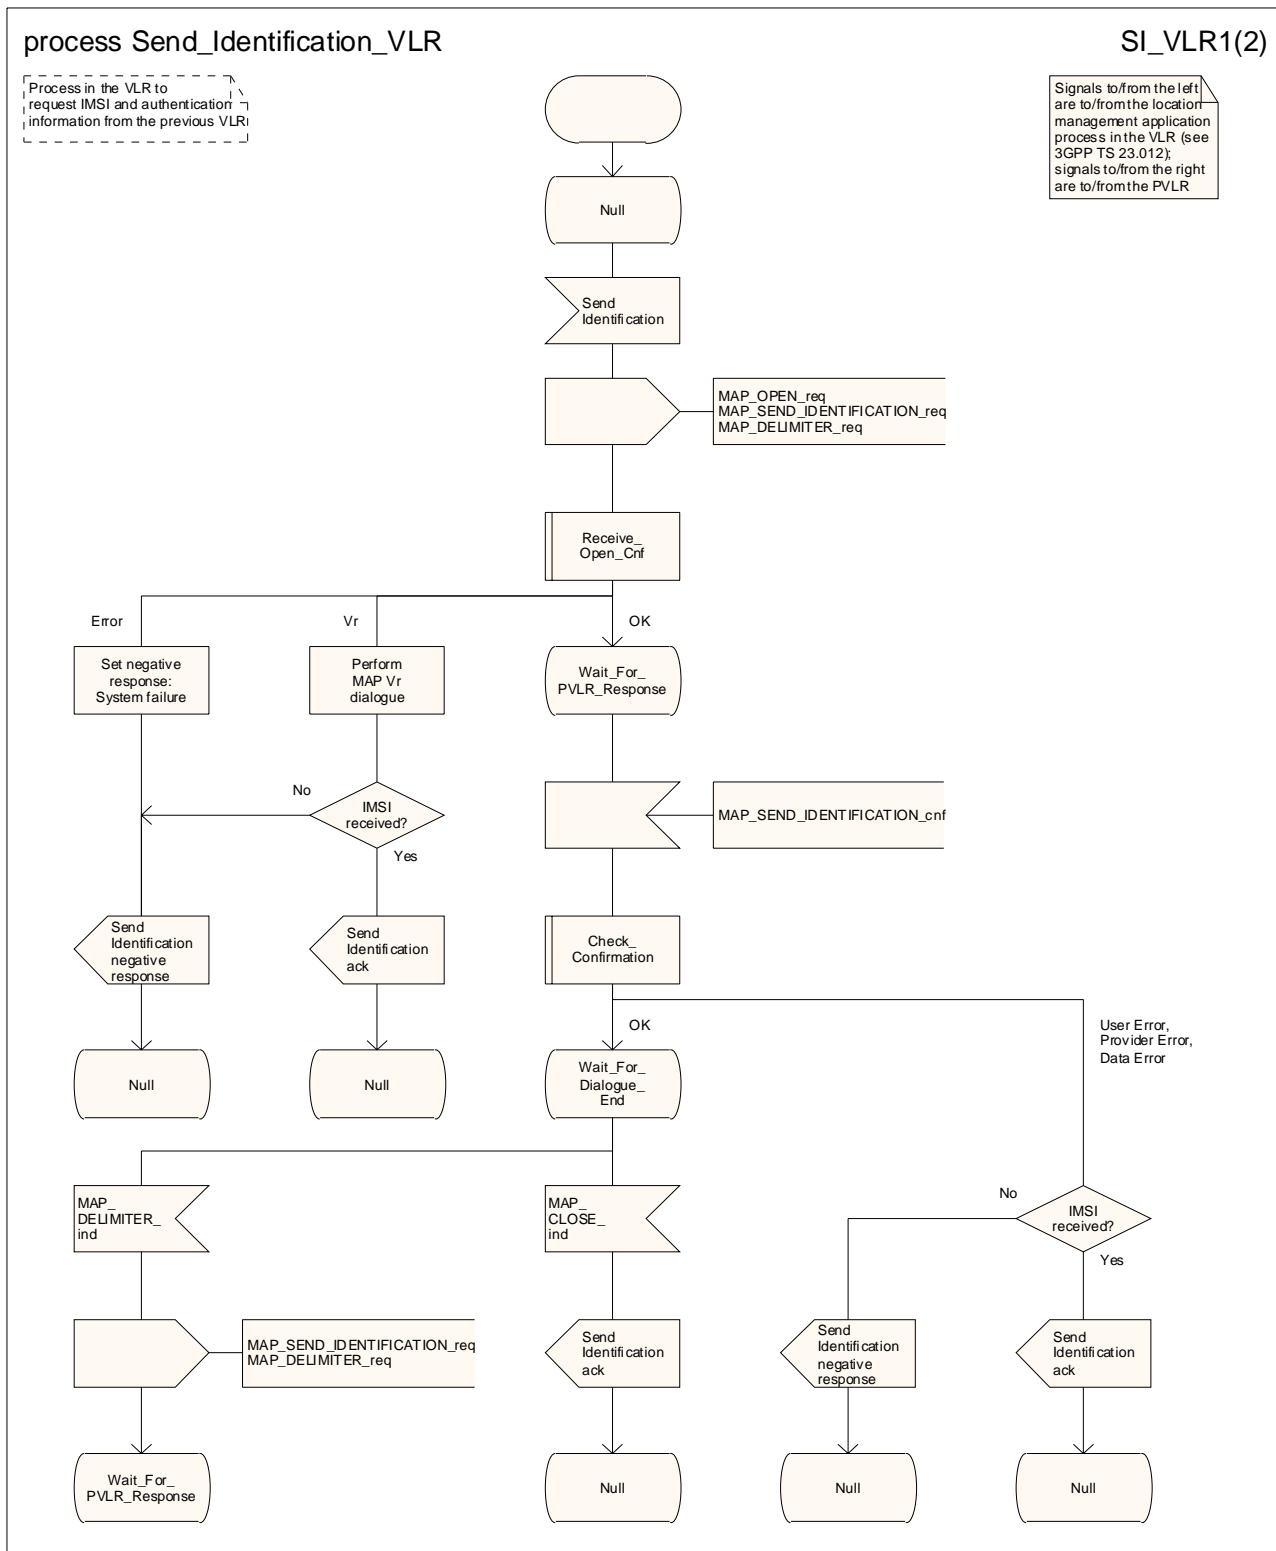 process Send_Identification_VLR
SI_VLR1(2)
Process in the VLR to
request IMSI and authentication
information from the previous VLR
Signals to/from the left
are to/from the location
management application
process in the VLR (see
3GPP TS 23.012);
signals to/from the right
are to/from the PVLR
Null
Send
Identification
MAP_OPEN_req
MAP_SEND_IDENTIFICATION_req
MAP_DELIMITER_req
Receive_
Open_Cnf
Error
Vr
OK
Set negative
response:
System failure
Perform
MAP Vr
dialogue
Wait_For_
PVLR_Response
No
IMSI
received?
Yes
MAP_SEND_IDENTIFICATION_cnf
Send
Identification
negative
response
Send
Identification
ack
Check_
Confirmation
OK
User Error,
Provider Error,
Data Error
Null
Null
Wait_For_
Dialogue_
End
MAP_
DELIMITER_
ind
MAP_
CLOSE_
ind
No
IMSI
received?
Yes
MAP_SEND_IDENTIFICATION_req
MAP_DELIMITER_req
Send
Identification
ack
Send
Identification
negative
response
Send
Identification
ack
Wait_For_
PVLR_Response
Null
Null
Null